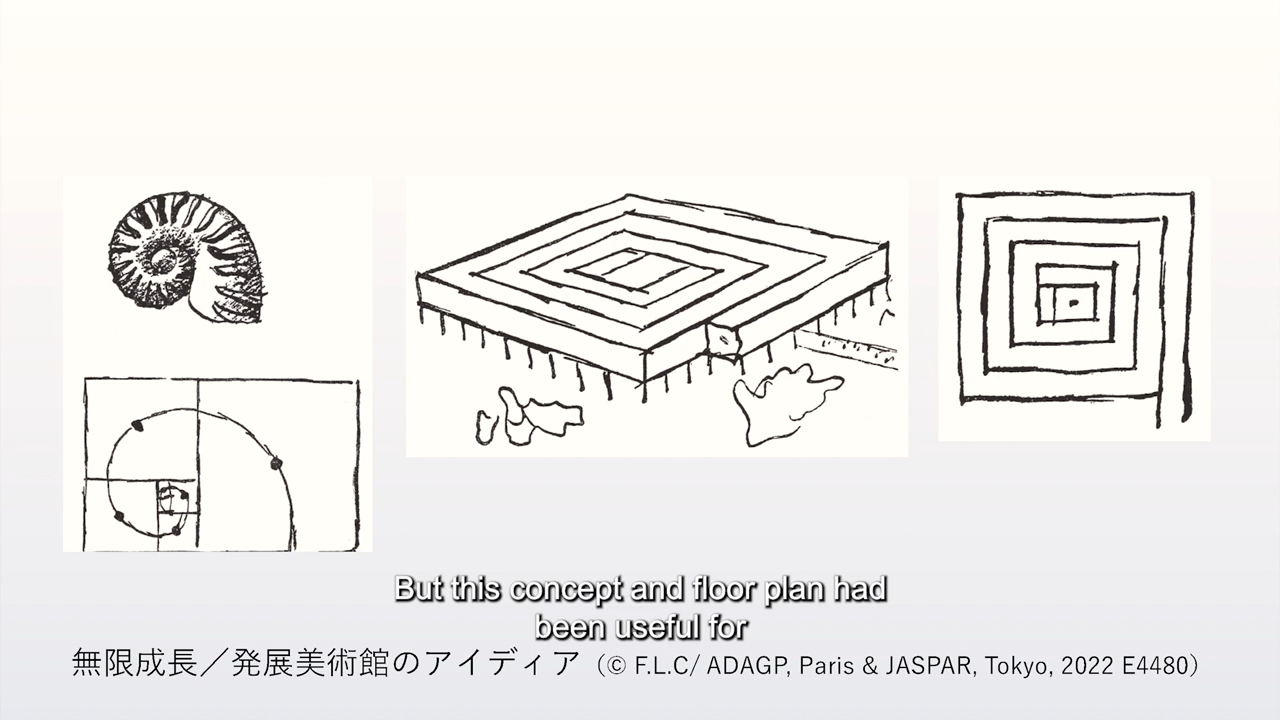 But this concept and floor plan had
been useful for
無限成長／発展美術館のアイディア（© F.L.C/ ADAGP, Paris & JASPAR, Tokyo, 2022 E4480）